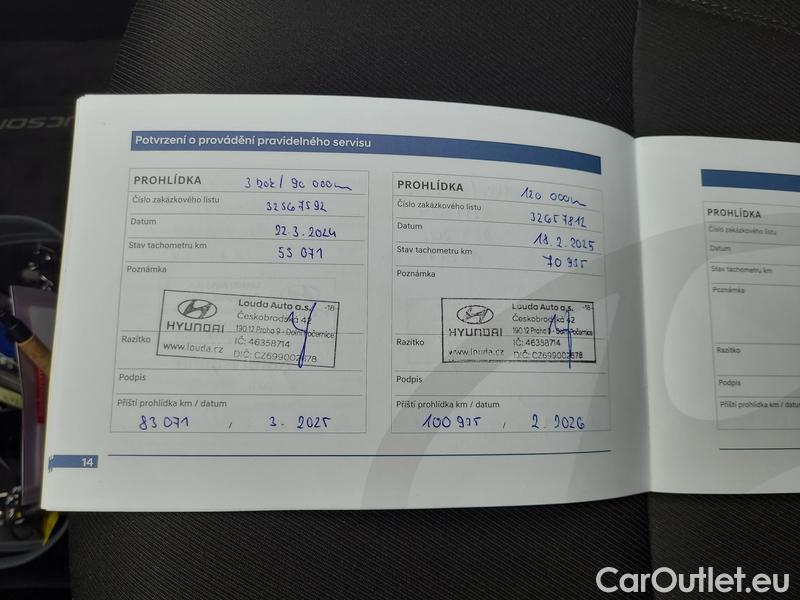 Potvrzení o provádění pravidelného servisu
PROHLÍDKA 3 rok / 90 000km
Číslo zakázkového listu
32567592
Datum 22.3.2024
Stav tachometru km 53 071
Poznámka
HYUNDAI
www.louda.cz
Louda Auto a.s. -18-
Českobrodská 42
190 12 Praha 9 - Dolní Počernice
IČ: 46358714
DIČ: CZ699002678
Razítko
Podpis
Příští prohlídka km / datum
83 071 , 3. 2025
PROHLÍDKA 120 000km
Číslo zakázkového listu
32657812
Datum 18.2.2025
Stav tachometru km 70 935
Poznámka
HYUNDAI
www.louda.cz
Louda Auto a.s. -18-
Českobrodská 42
190 12 Praha 9 - Dolní Počernice
IČ: 46358714
DIČ: CZ699002678
Razítko
Podpis
Příští prohlídka km / datum
100 935 , 2. 2026
14
PROHLÍDKA
Číslo zakázkového listu
Datum
Stav tachometru km
Poznámka
Razítko
Podpis
Příští prohlídka km / datum
CarOutlet.eu